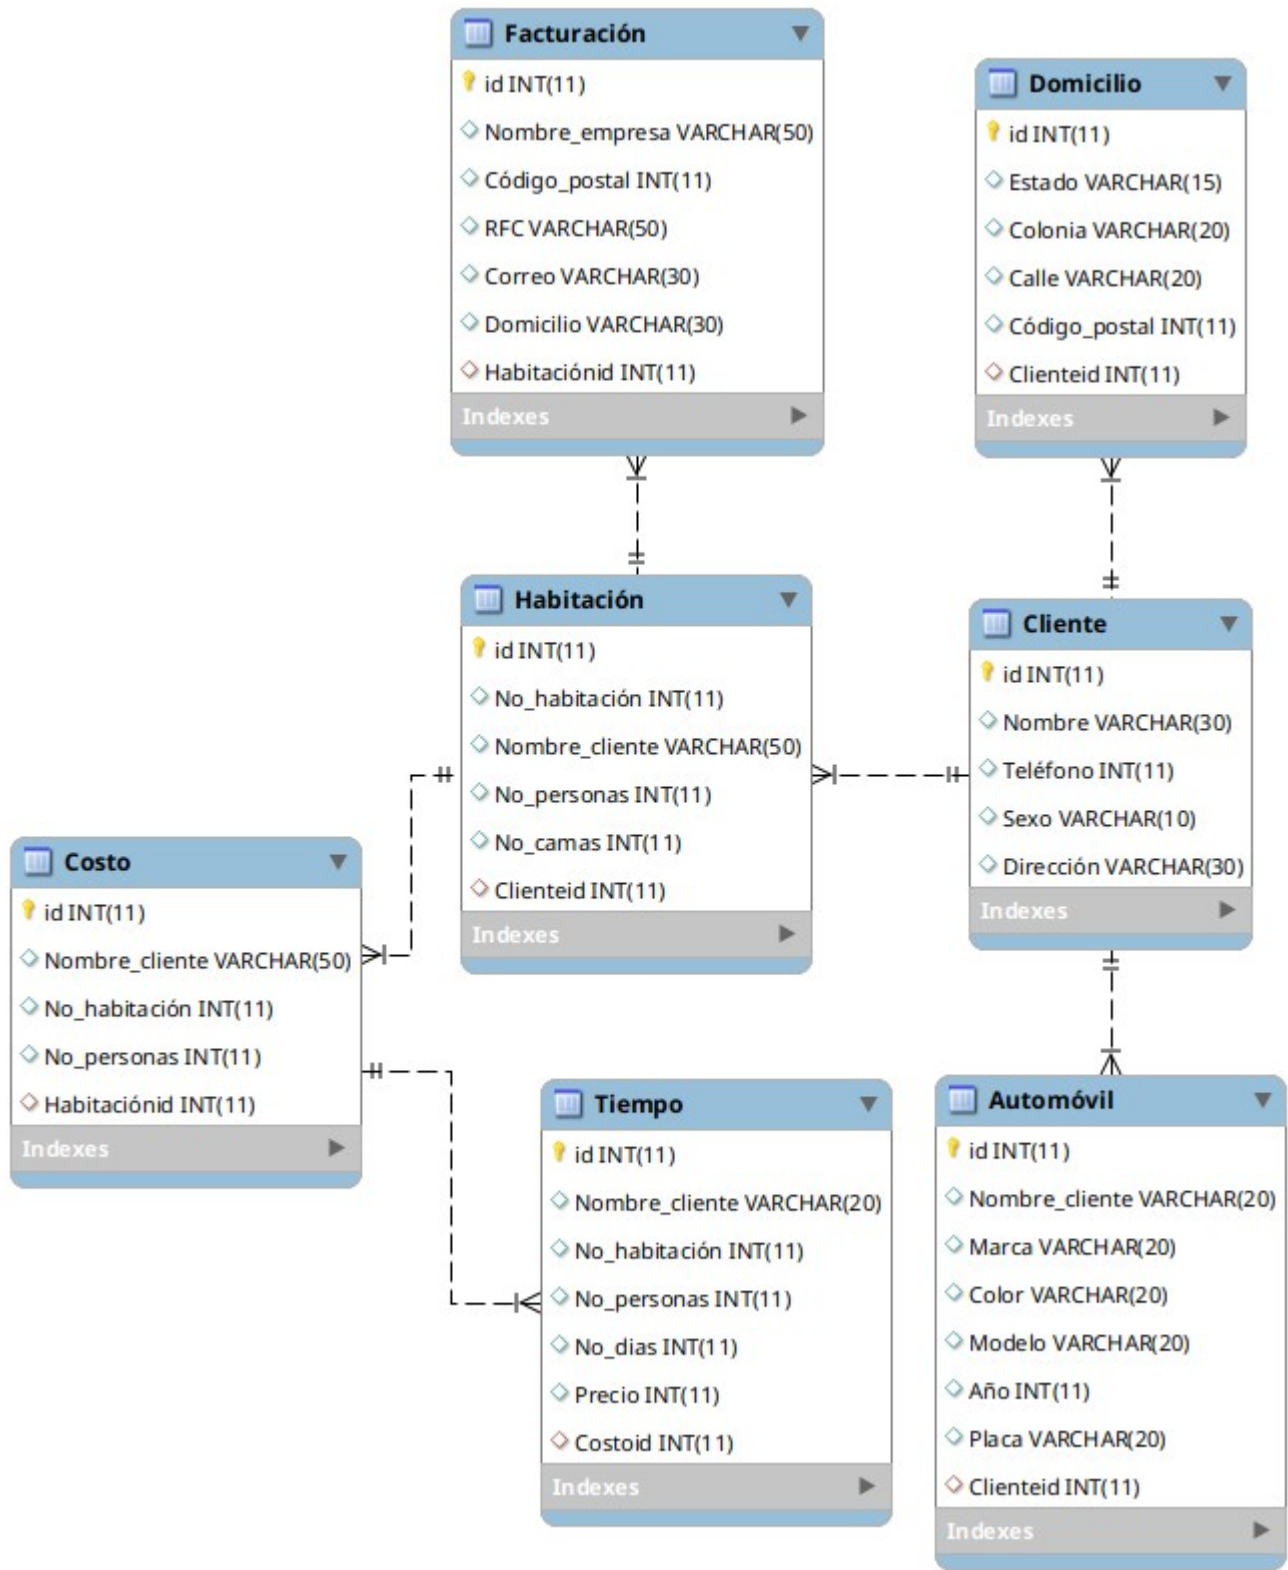 Facturación
id INT(11)
Nombre_empresa VARCHAR(50)
Código_postal INT(11)
RFC VARCHAR(50)
Correo VARCHAR(30)
Domicilio VARCHAR(30)
Habitaciónid INT(11)
Indexes
Domicilio
id INT(11)
Estado VARCHAR(15)
Colonia VARCHAR(20)
Calle VARCHAR(20)
Código_postal INT(11)
Clienteid INT(11)
Indexes
Habitación
id INT(11)
No_habitación INT(11)
Nombre_cliente VARCHAR(50)
No_personas INT(11)
No_camas INT(11)
Clienteid INT(11)
Indexes
Cliente
id INT(11)
Nombre VARCHAR(30)
Teléfono INT(11)
Sexo VARCHAR(10)
Dirección VARCHAR(30)
Indexes
Costo
id INT(11)
Nombre_cliente VARCHAR(50)
No_habitación INT(11)
No_personas INT(11)
Habitaciónid INT(11)
Indexes
Tiempo
id INT(11)
Nombre_cliente VARCHAR(20)
No_habitación INT(11)
No_personas INT(11)
No_dias INT(11)
Precio INT(11)
Costoid INT(11)
Indexes
Automóvil
id INT(11)
Nombre_cliente VARCHAR(20)
Marca VARCHAR(20)
Color VARCHAR(20)
Modelo VARCHAR(20)
Año INT(11)
Placa VARCHAR(20)
Clienteid INT(11)
Indexes